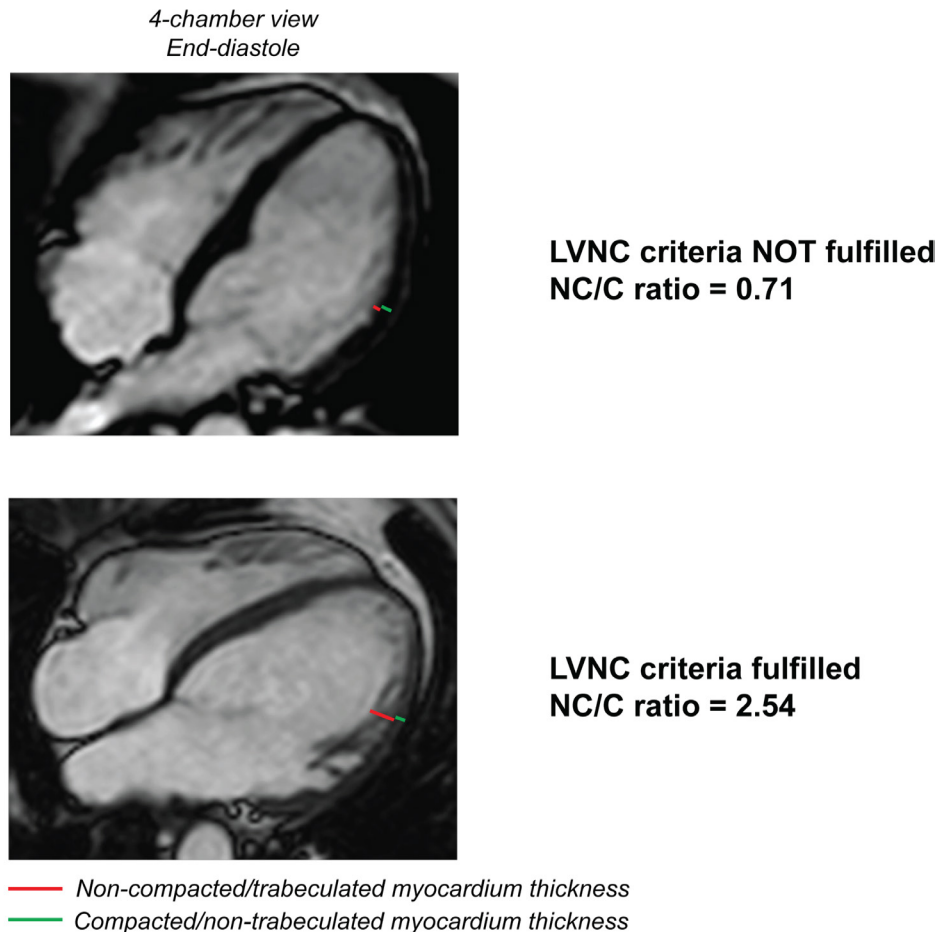 4-chamber view
End-diastole
LVNC criteria NOT fulfilled
NC/C ratio = 0.71
LVNC criteria fulfilled
NC/C ratio = 2.54
Non-compacted/trabeculated myocardium thickness
Compacted/non-trabeculated myocardium thickness